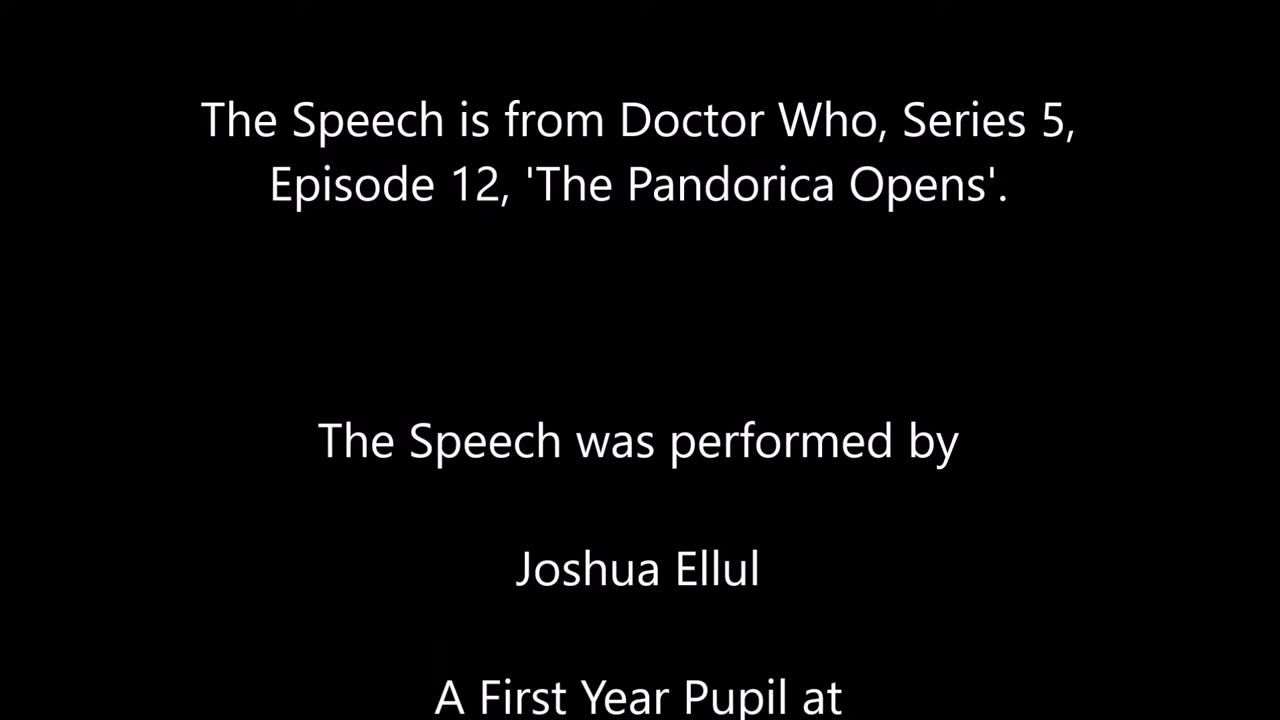 The Speech is from Doctor Who, Series 5,
Episode 12, 'The Pandorica Opens'.
The Speech was performed by
Joshua Ellul
A First Year Pupil at